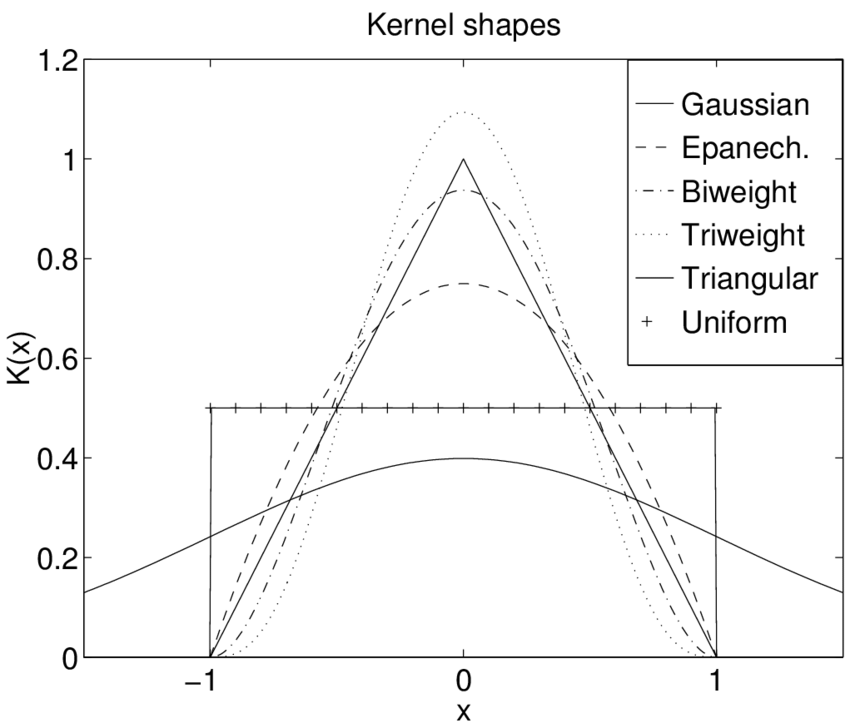 Kernel shapes
1.2
1
0.8
0.6
0.4
0.2
0
K(x)
−1
0
1
x
Gaussian
Epanech.
Biweight
Triweight
Triangular
Uniform